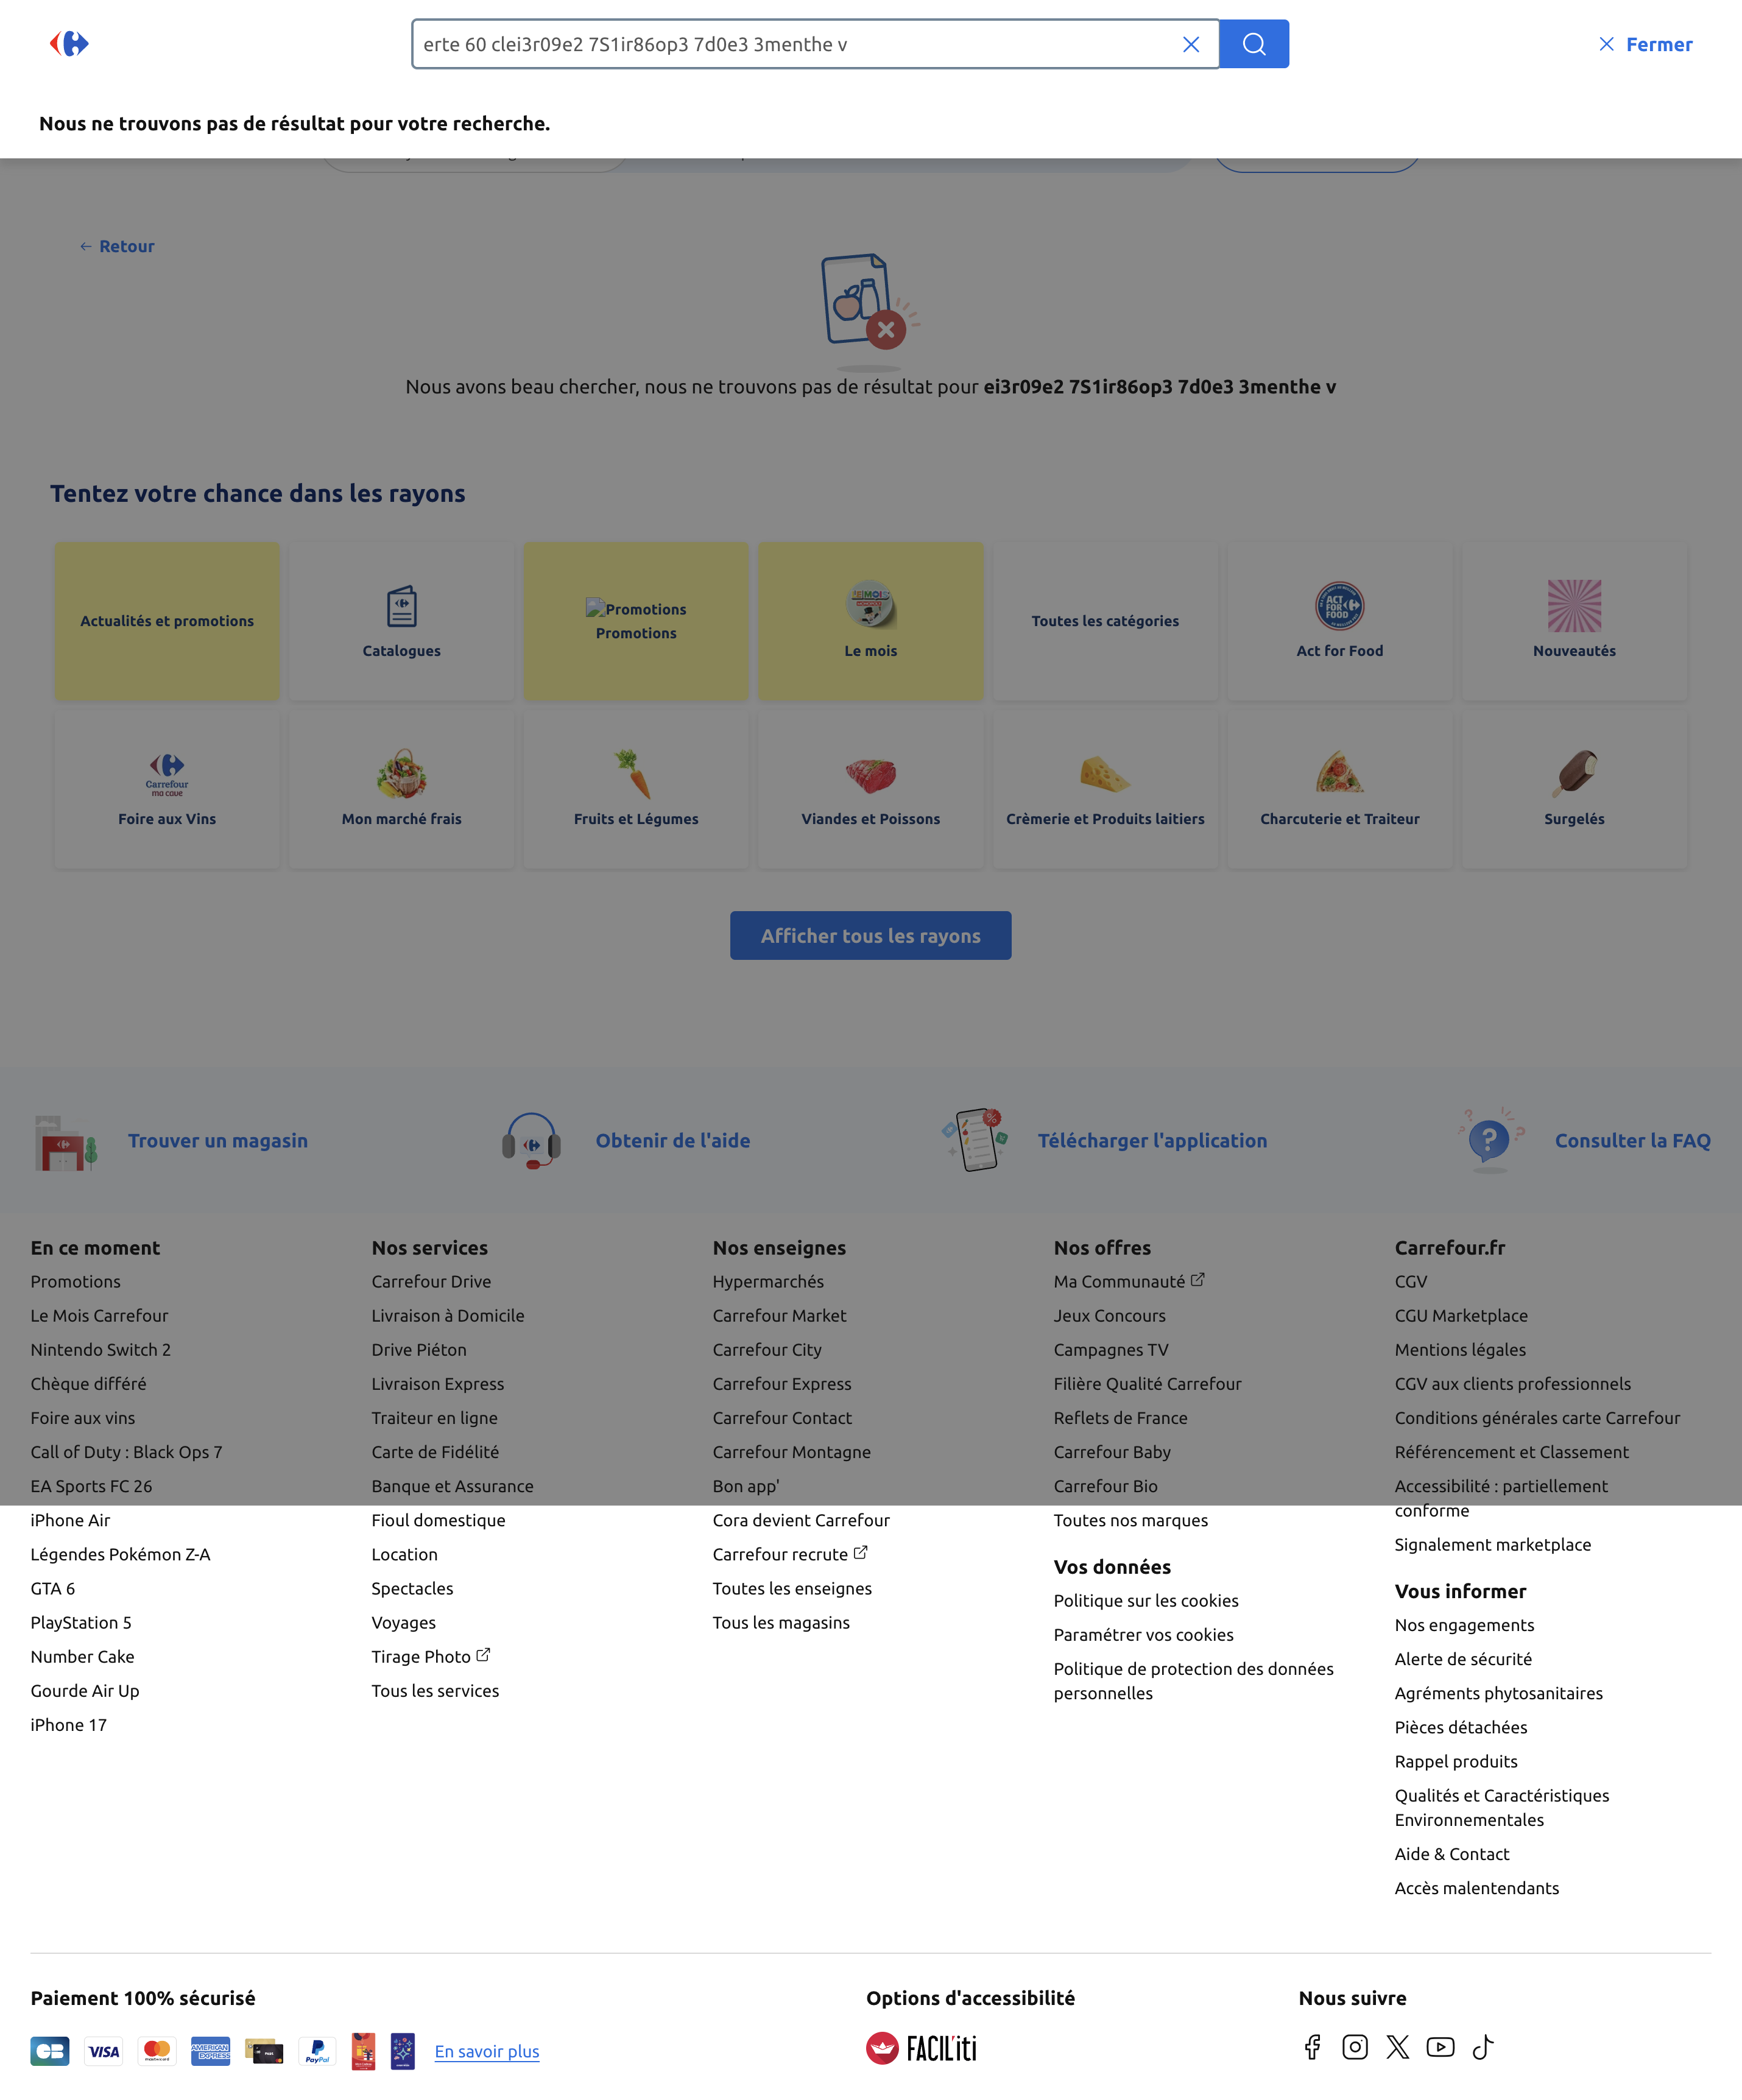 erte 60 clei3r09e2 7S1ir86op3 7d0e3 3menthe v
Fermer
Nous ne trouvons pas de résultat pour votre recherche.
Retour
Nous avons beau chercher, nous ne trouvons pas de résultat pour ei3r09e2 7S1ir86op3 7d0e3 3menthe v
Tentez votre chance dans les rayons
Actualités et promotions
Catalogues
Promotions
Promotions
Le mois
Toutes les catégories
ACT FOR FOOD
Act for Food
Nouveautés
Carrefour
ma cave
Foire aux Vins
Mon marché frais
Fruits et Légumes
Viandes et Poissons
Crèmerie et Produits laitiers
Charcuterie et Traiteur
Surgelés
Afficher tous les rayons
Trouver un magasin
Obtenir de l'aide
Télécharger l'application
Consulter la FAQ
En ce moment
Promotions
Le Mois Carrefour
Nintendo Switch 2
Chèque différé
Foire aux vins
Call of Duty : Black Ops 7
EA Sports FC 26
iPhone Air
Légendes Pokémon Z-A
GTA 6
PlayStation 5
Number Cake
Gourde Air Up
iPhone 17
Nos services
Carrefour Drive
Livraison à Domicile
Drive Piéton
Livraison Express
Traiteur en ligne
Carte de Fidélité
Banque et Assurance
Fioul domestique
Location
Spectacles
Voyages
Tirage Photo
Tous les services
Nos enseignes
Hypermarchés
Carrefour Market
Carrefour City
Carrefour Express
Carrefour Contact
Carrefour Montagne
Bon app'
Cora devient Carrefour
Carrefour recrute
Toutes les enseignes
Tous les magasins
Nos offres
Ma Communauté
Jeux Concours
Campagnes TV
Filière Qualité Carrefour
Reflets de France
Carrefour Baby
Carrefour Bio
Toutes nos marques
Vos données
Politique sur les cookies
Paramétrer vos cookies
Politique de protection des données
personnelles
Carrefour.fr
CGV
CGU Marketplace
Mentions légales
CGV aux clients professionnels
Conditions générales carte Carrefour
Référencement et Classement
Accessibilité : partiellement
conforme
Signalement marketplace
Vous informer
Nos engagements
Alerte de sécurité
Agréments phytosanitaires
Pièces détachées
Rappel produits
Qualités et Caractéristiques
Environnementales
Aide & Contact
Accès malentendants
Paiement 100% sécurisé
CB
VISA
AMERICAN EXPRESS
PayPal
En savoir plus
Options d'accessibilité
FACIL'iti
Nous suivre